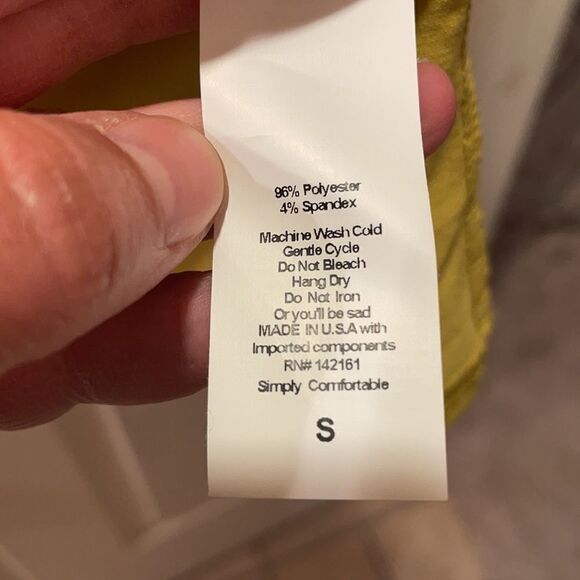 96% Polyester
4% Spandex
Machine Wash Cold
Gentle Cycle
Do Not Bleach
Hang Dry
Do Not Iron
Or you'll be sad
MADE IN U.S.A with
Imported components
RN# 142161
Simply Comfortable
S